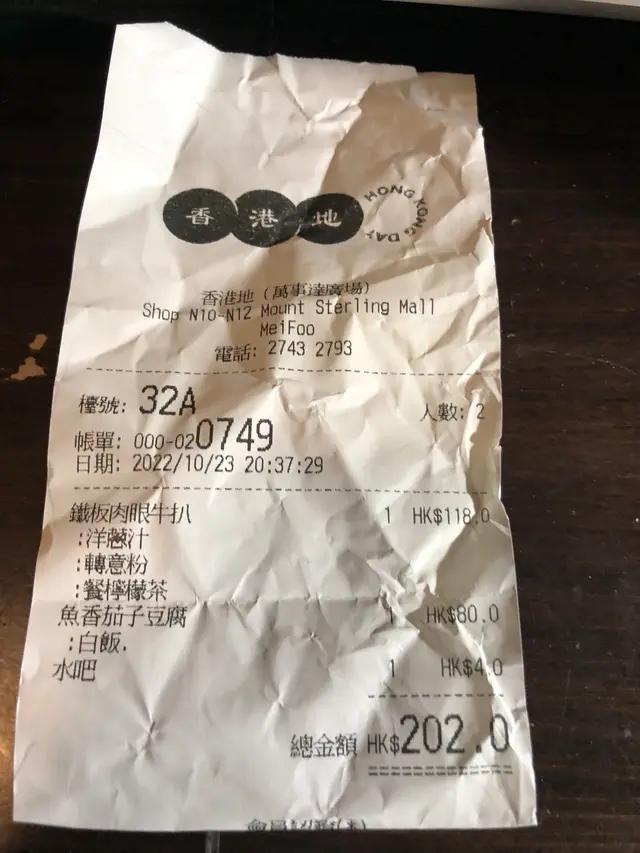 香港地
HONG KONG DAY
香港地 (萬事達廣場)
Shop N10-N12 Mount Sterling Mall
MeiFoo
電話: 2743 2793
檯號: 32A 人數: 2
帳單: 000-020749
日期: 2022/10/23 20:37:29
鐵板肉眼牛扒 1 HK$118.0
:洋蔥汁
:轉意粉
:餐檸檬茶
魚香茄子豆腐 1 HK$80.0
:白飯.
水吧 1 HK$4.0
總金額 HK$202.0